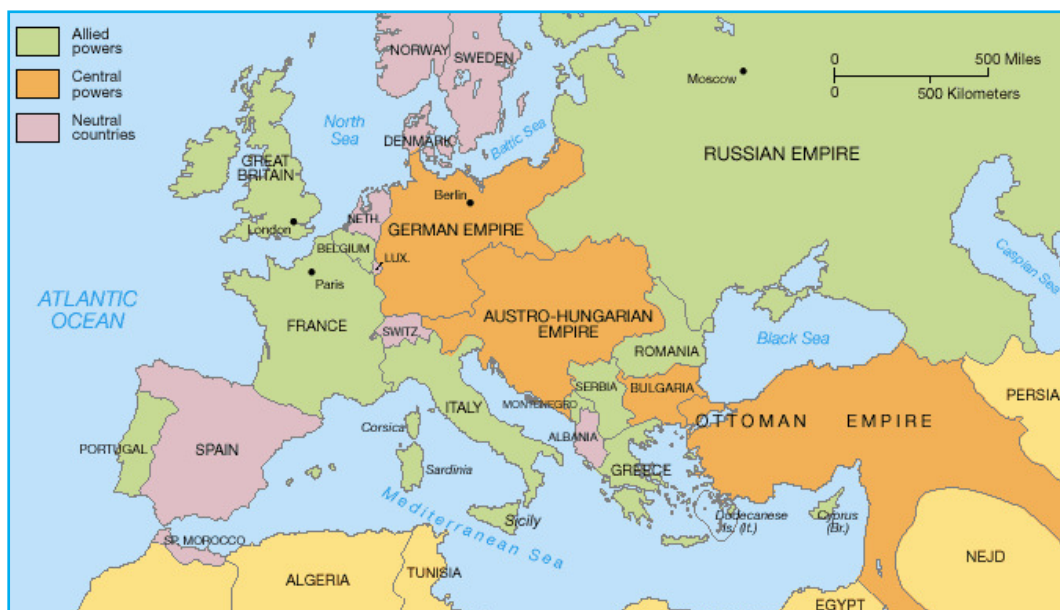 Allied
powers
Central
powers
Neutral
countries
NORWAY
SWEDEN
Moscow
0 500 Miles
0 500 Kilometers
North
Sea
DENMARK
Baltic Sea
RUSSIAN EMPIRE
GREAT
BRITAIN
Berlin
NETH.
GERMAN EMPIRE
London
BELGIUM
LUX.
Paris
Caspian Sea
ATLANTIC
OCEAN
FRANCE
SWITZ.
AUSTRO-HUNGARIAN
EMPIRE
Black Sea
ROMANIA
SERBIA
BULGARIA
PERSIA
MONTENEGRO
ITALY
OTTOMAN EMPIRE
Corsica
ALBANIA
PORTUGAL
SPAIN
Sardinia
GREECE
Mediterranean Sea
Sicily
Dodecanese
Is. (It.)
Cyprus
(Br.)
SP. MOROCCO
NEJD
ALGERIA
TUNISIA
EGYPT